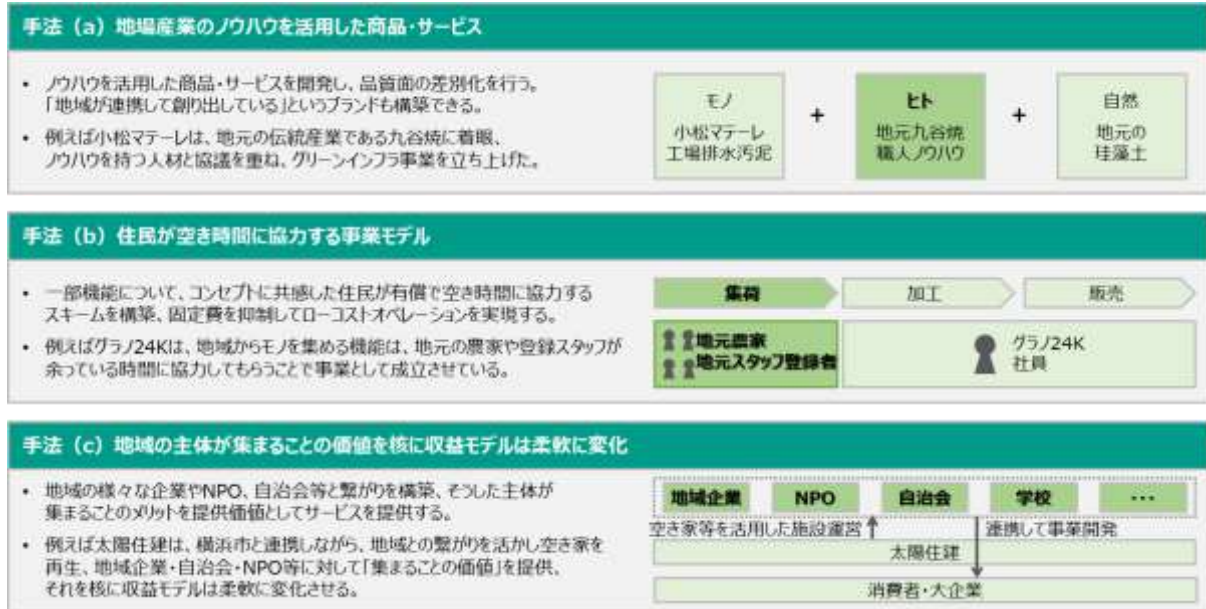 手法（a）地場産業のノウハウを活用した商品・サービス
• ノウハウを活用した商品・サービスを開発し、品質面の差別化を行う。
「地域が連携して創り出している」というブランドも構築できる。
• 例えば小松マテーレは、地元の伝統産業である九谷焼に着眼、
ノウハウを持つ人材と協議を重ね、グリーンインフラ事業を立ち上げた。
モノ
小松マテーレ
工場排水汚泥
+
ヒト
地元九谷焼
職人ノウハウ
+
自然
地元の
珪藻土
手法（b）住民が空き時間に協力する事業モデル
• 一部機能について、コンセプトに共感した住民が有償で空き時間に協力する
スキームを構築、固定費を抑制してローコストオペレーションを実現する。
• 例えばグラノ24Kは、地域からモノを集める機能は、地元の農家や登録スタッフが
余っている時間に協力してもらうことで事業として成立させている。
集荷
加工
販売
地元農家
地元スタッフ登録者
グラノ24K
社員
手法（c）地域の主体が集まることの価値を核に収益モデルは柔軟に変化
• 地域の様々な企業やNPO、自治会等と繋がりを構築、そうした主体が
集まることのメリットを提供価値としてサービスを提供する。
• 例えば太陽住建は、横浜市と連携しながら、地域との繋がりを活かし空き家を
再生、地域企業・自治会・NPO等に対して「集まることの価値」を提供、
それを核に収益モデルは柔軟に変化させる。
地域企業
NPO
自治会
学校
…
空き家等を活用した施設運営
連携して事業開発
太陽住建
消費者・大企業